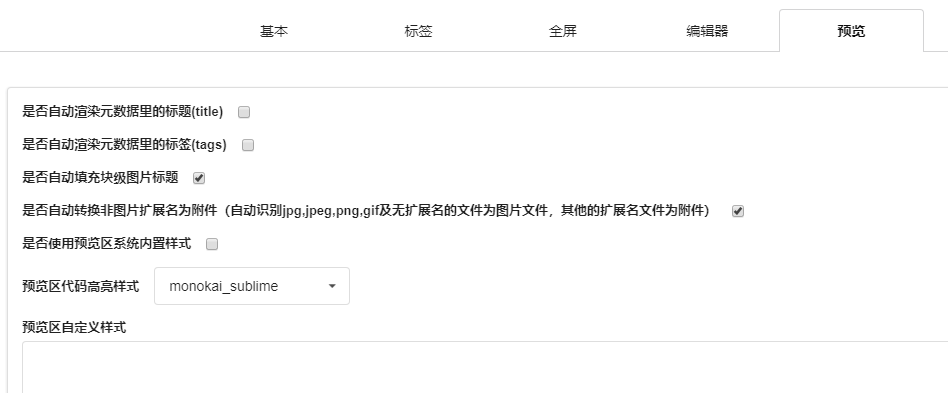 基本 标签 全屏 编辑器 预览
是否自动渲染元数据里的标题(title)
是否自动渲染元数据里的标签(tags)
是否自动填充块级图片标题
是否自动转换非图片扩展名为附件（自动识别jpg,jpeg,png,gif及无扩展名的文件为图片文件，其他的扩展名文件为附件）
是否使用预览区系统内置样式
预览区代码高亮样式 monokai_sublime
预览区自定义样式